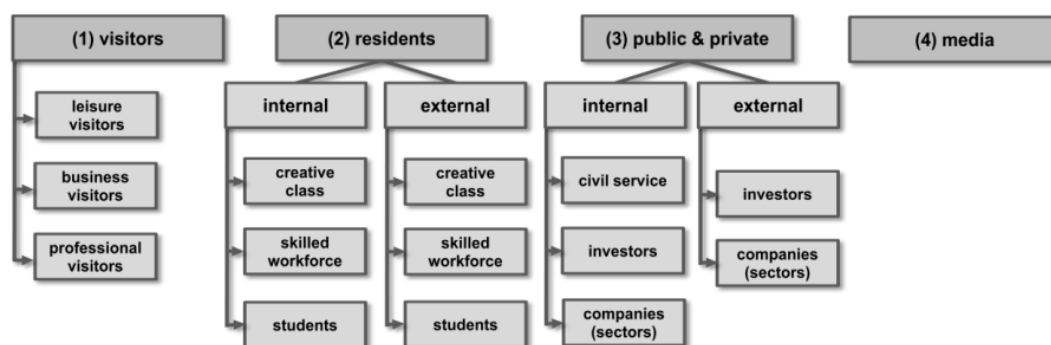 (1) visitors
leisure
visitors
business
visitors
professional
visitors
(2) residents
internal
creative
class
skilled
workforce
students
external
creative
class
skilled
workforce
students
(3) public & private
internal
civil service
investors
companies
(sectors)
external
investors
companies
(sectors)
(4) media